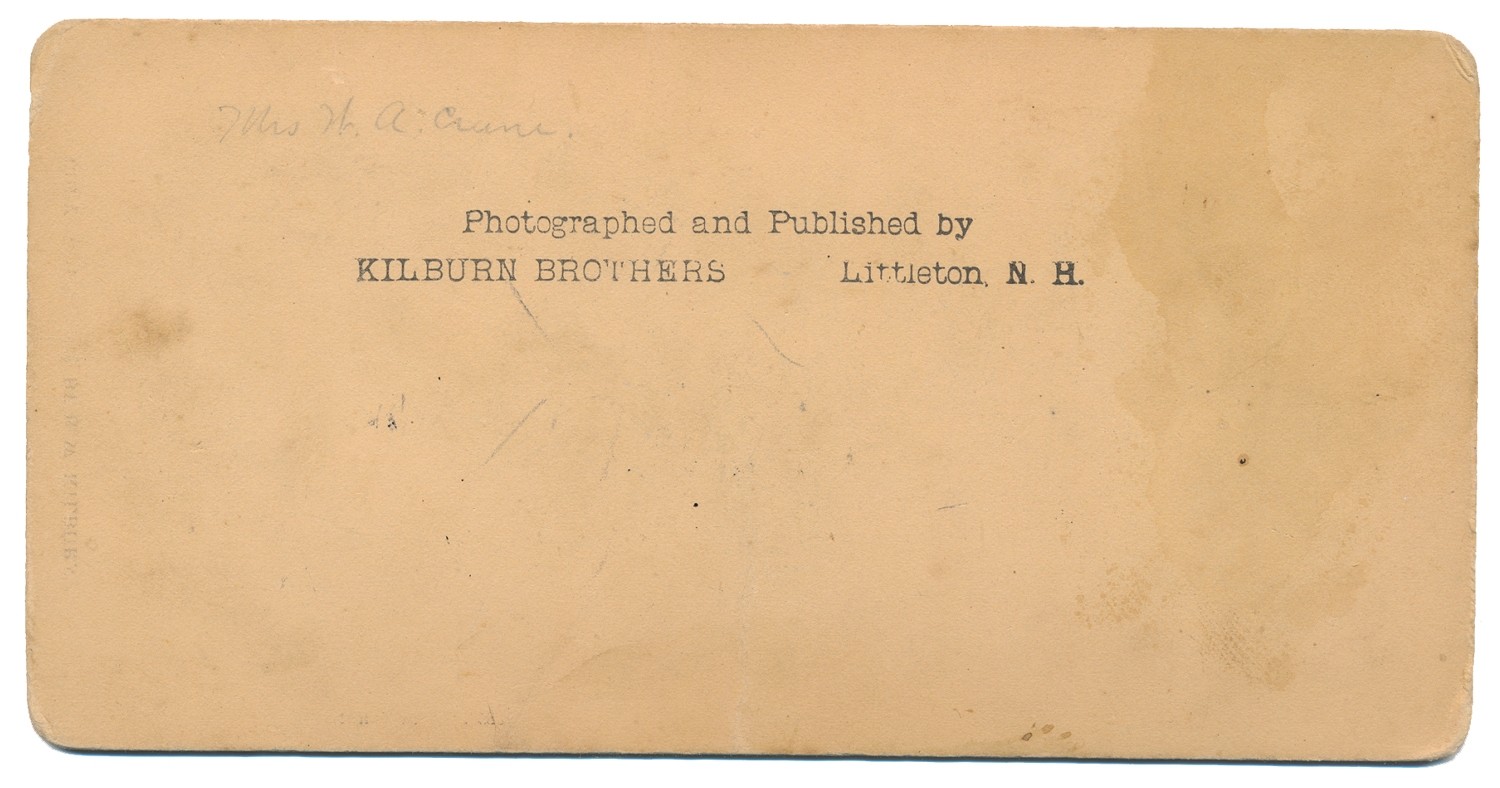 Mrs W. A. Crane.
Photographed and Published by
KILBURN BROTHERS Littleton, N. H.